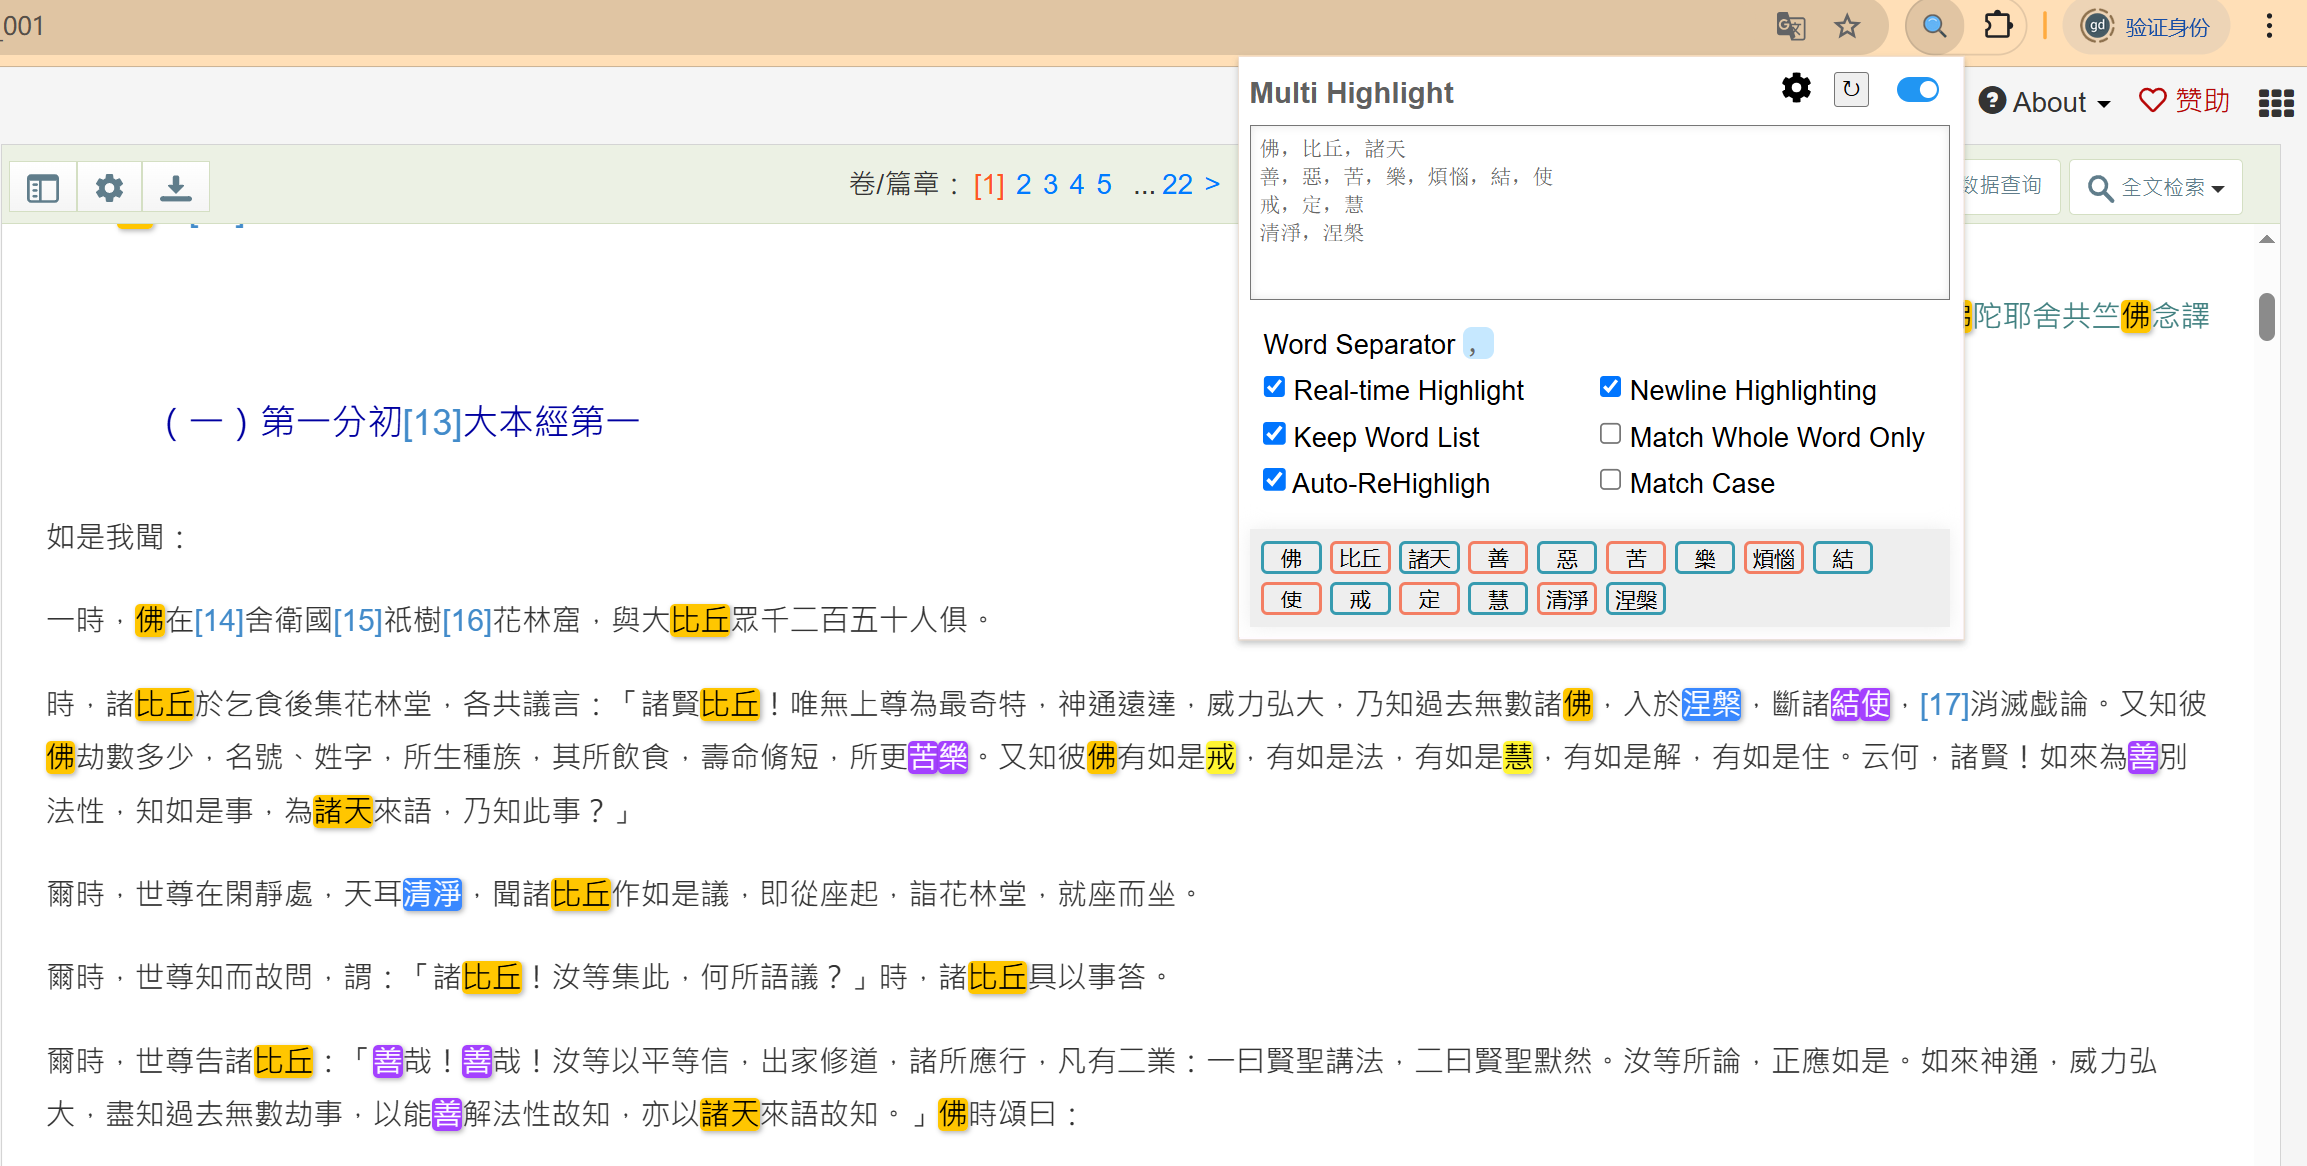 _001
验证身份
Multi Highlight
About
赞助
佛，比丘，諸天
善，惡，苦，樂，煩惱，結，使
戒，定，慧
清淨，涅槃
卷/篇章： [1] 2 3 4 5 ... 22 >
数据查询
全文检索
陀耶舍共竺佛念譯
Word Separator ，
Real-time Highlight
Newline Highlighting
Keep Word List
Match Whole Word Only
Auto-ReHighligh
Match Case
佛 比丘 諸天 善 惡 苦 樂 煩惱 結
使 戒 定 慧 清淨 涅槃
（一）第一分初[13]大本經第一
如是我聞：
一時，佛在[14]舍衛國[15]祇樹[16]花林窟，與大比丘眾千二百五十人俱。
時，諸比丘於乞食後集花林堂，各共議言：「諸賢比丘！唯無上尊為最奇特，神通遠達，威力弘大，乃知過去無數諸佛，入於涅槃，斷諸結使，[17]消滅戲論。又知彼
佛劫數多少，名號、姓字，所生種族，其所飲食，壽命脩短，所更苦樂。又知彼佛有如是戒，有如是法，有如是慧，有如是解，有如是住。云何，諸賢！如來為善別
法性，知如是事，為諸天來語，乃知此事？」
爾時，世尊在閑靜處，天耳清淨，聞諸比丘作如是議，即從座起，詣花林堂，就座而坐。
爾時，世尊知而故問，謂：「諸比丘！汝等集此，何所語議？」時，諸比丘具以事答。
爾時，世尊告諸比丘：「善哉！善哉！汝等以平等信，出家修道，諸所應行，凡有二業：一曰賢聖講法，二曰賢聖默然。汝等所論，正應如是。如來神通，威力弘
大，盡知過去無數劫事，以能善解法性故知，亦以諸天來語故知。」佛時頌曰：